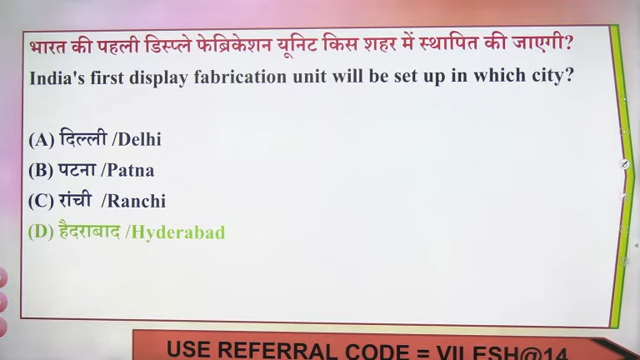 भारत की पहली डिस्प्ले फेब्रिकेशन यूनिट किस शहर में स्थापित की जाएगी?
India's first display fabrication unit will be set up in which city?
(A) दिल्ली /Delhi
(B) पटना /Patna
(C) रांची /Ranchi
(D) हैदराबाद /Hyderabad
USE REFERRAL CODE = VILESH@14